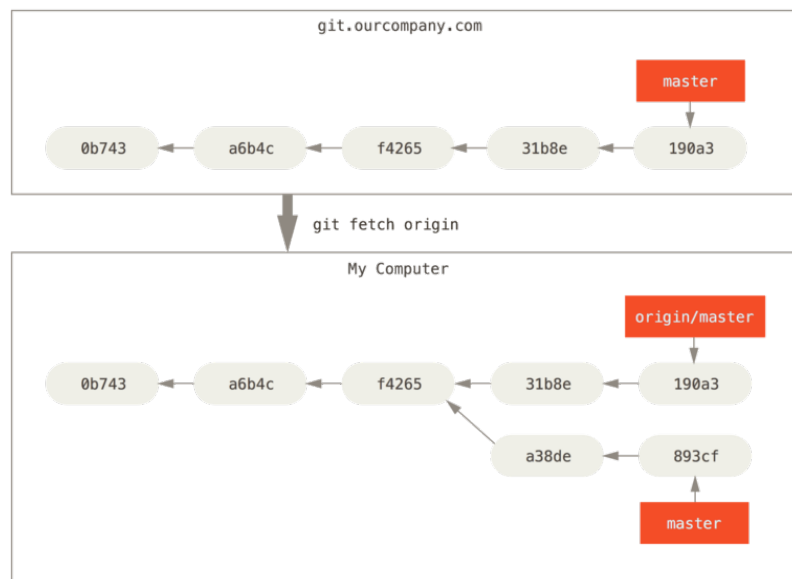 git.ourcompany.com
master
0b743 a6b4c f4265 31b8e 190a3
git fetch origin
My Computer
origin/master
0b743 a6b4c f4265 31b8e 190a3
a38de 893cf
master